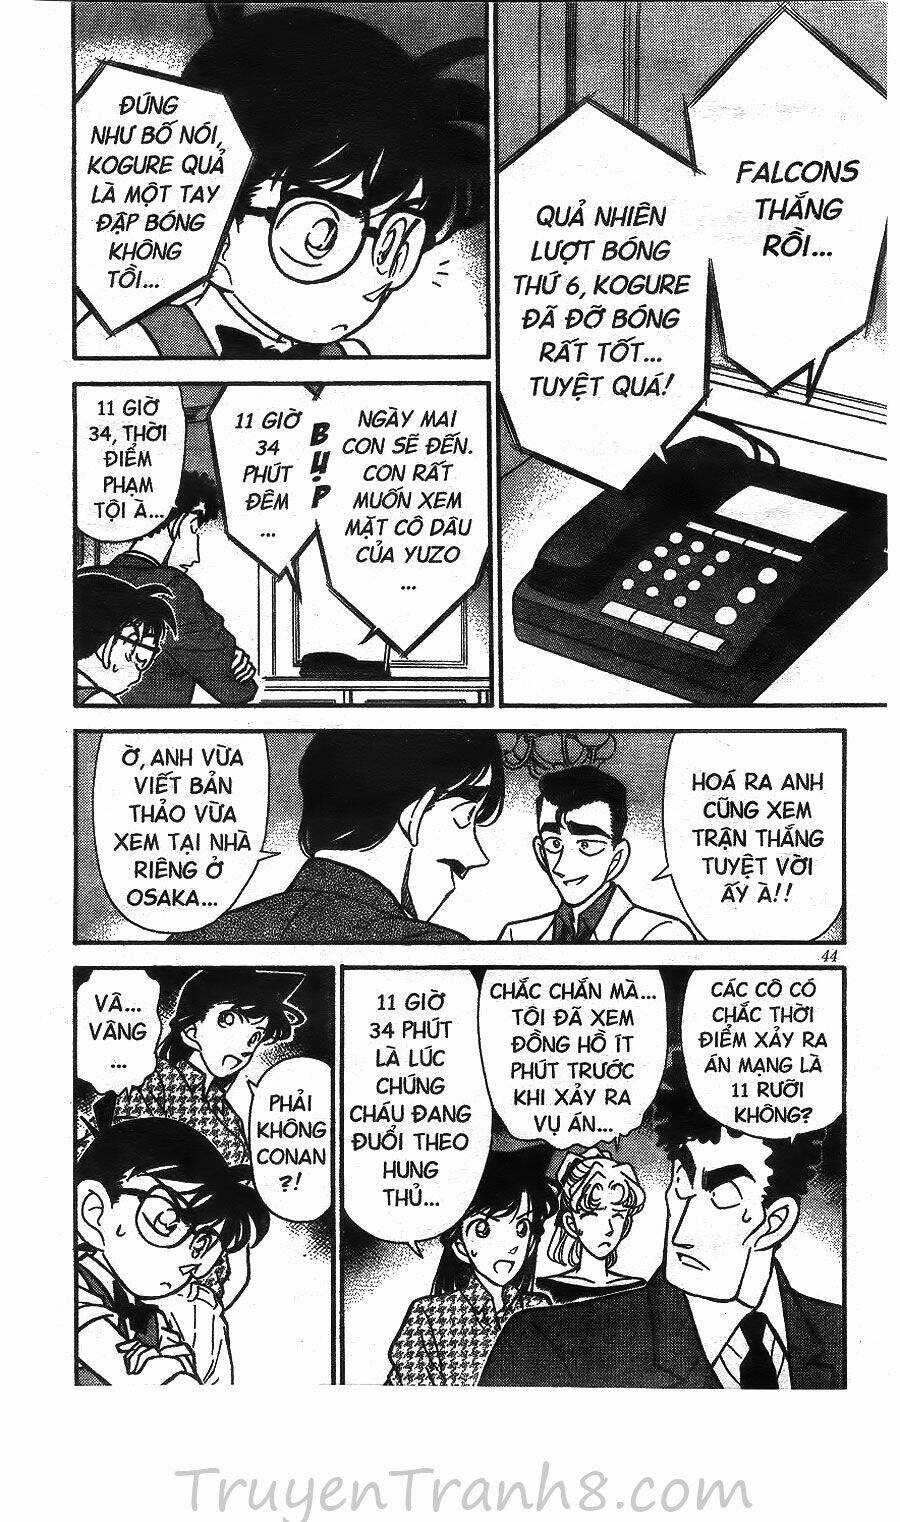 FALCONS
THẮNG
RỒI...
QUẢ NHIÊN
LƯỢT BÓNG
THỨ 6, KOGURE
ĐÃ ĐỠ BÓNG
RẤT TỐT...
TUYỆT QUÁ!
ĐÚNG
NHƯ BỐ NÓI,
KOGURE QUẢ
LÀ MỘT TAY
ĐẬP BÓNG
KHÔNG
TỒI...
NGÀY MAI
CON SẼ ĐẾN.
CON RẤT
MUỐN XEM
MẶT CÔ DÂU
CỦA YUZO
...
BỤP
11 GIỜ
34
PHÚT
ĐÊM
...
11 GIỜ
34, THỜI
ĐIỂM
PHẠM
TỘI À...
HOÁ RA ANH
CŨNG XEM
TRẬN THẮNG
TUYỆT VỜI
ẤY À!!
Ờ, ANH VỪA
VIẾT BẢN
THẢO VỪA
XEM TẠI NHÀ
RIÊNG Ở
OSAKA...
44
CÁC CÔ CÓ
CHẮC THỜI
ĐIỂM XẢY RA
ÁN MẠNG LÀ
11 RƯỠI
KHÔNG?
CHẮC CHẮN MÀ...
TÔI ĐÃ XEM
ĐỒNG HỒ ÍT
PHÚT TRƯỚC
KHI XẢY RA
VỤ ÁN...
11 GIỜ
34 PHÚT
LÀ LÚC
CHÚNG
CHÁU ĐANG
ĐUỔI THEO
HUNG
THỦ...
PHẢI
KHÔNG
CONAN
?!
VÂ...
VÂNG
...
TruyenTranh8.com